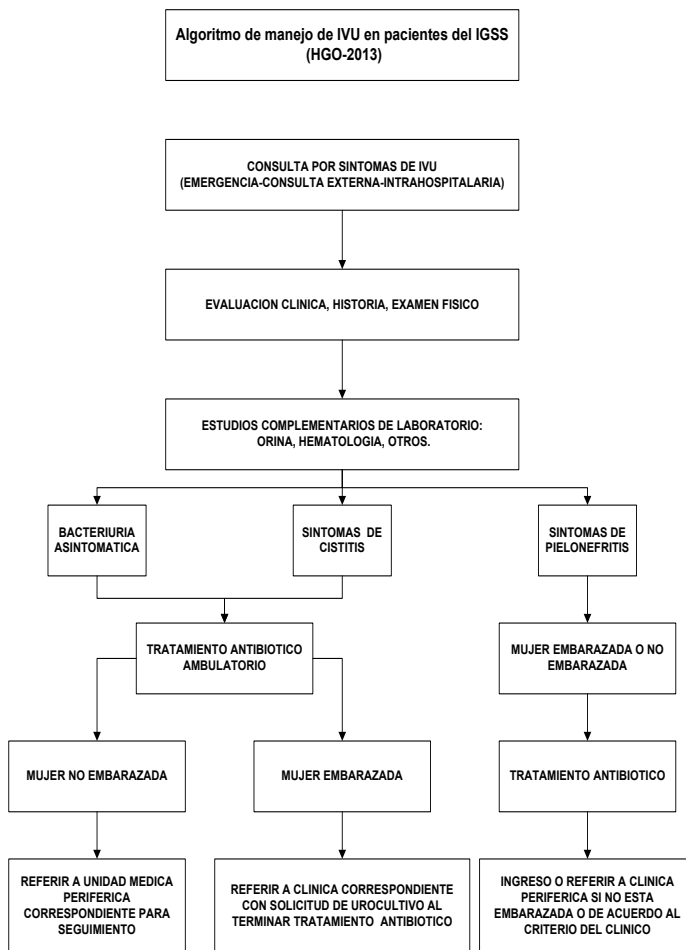 Algoritmo de manejo de IVU en pacientes del IGSS
(HGO-2013)
CONSULTA POR SINTOMAS DE IVU
(EMERGENCIA-CONSULTA EXTERNA-INTRAHOSPITALARIA)
EVALUACION CLINICA, HISTORIA, EXAMEN FISICO
ESTUDIOS COMPLEMENTARIOS DE LABORATORIO:
ORINA, HEMATOLOGIA, OTROS.
BACTERIURIA
ASINTOMATICA
SINTOMAS DE
CISTITIS
SINTOMAS DE
PIELONEFRITIS
TRATAMIENTO ANTIBIOTICO
AMBULATORIO
MUJER EMBARAZADA O NO
EMBARAZADA
MUJER NO EMBARAZADA
MUJER EMBARAZADA
TRATAMIENTO ANTIBIOTICO
REFERIR A UNIDAD MEDICA
PERIFERICA
CORRESPONDIENTE PARA
SEGUIMIENTO
REFERIR A CLINICA CORRESPONDIENTE
CON SOLICITUD DE UROCULTIVO AL
TERMINAR TRATAMIENTO ANTIBIOTICO
INGRESO O REFERIR A CLINICA
PERIFERICA SI NO ESTA
EMBARAZADA O DE ACUERDO AL
CRITERIO DEL CLINICO